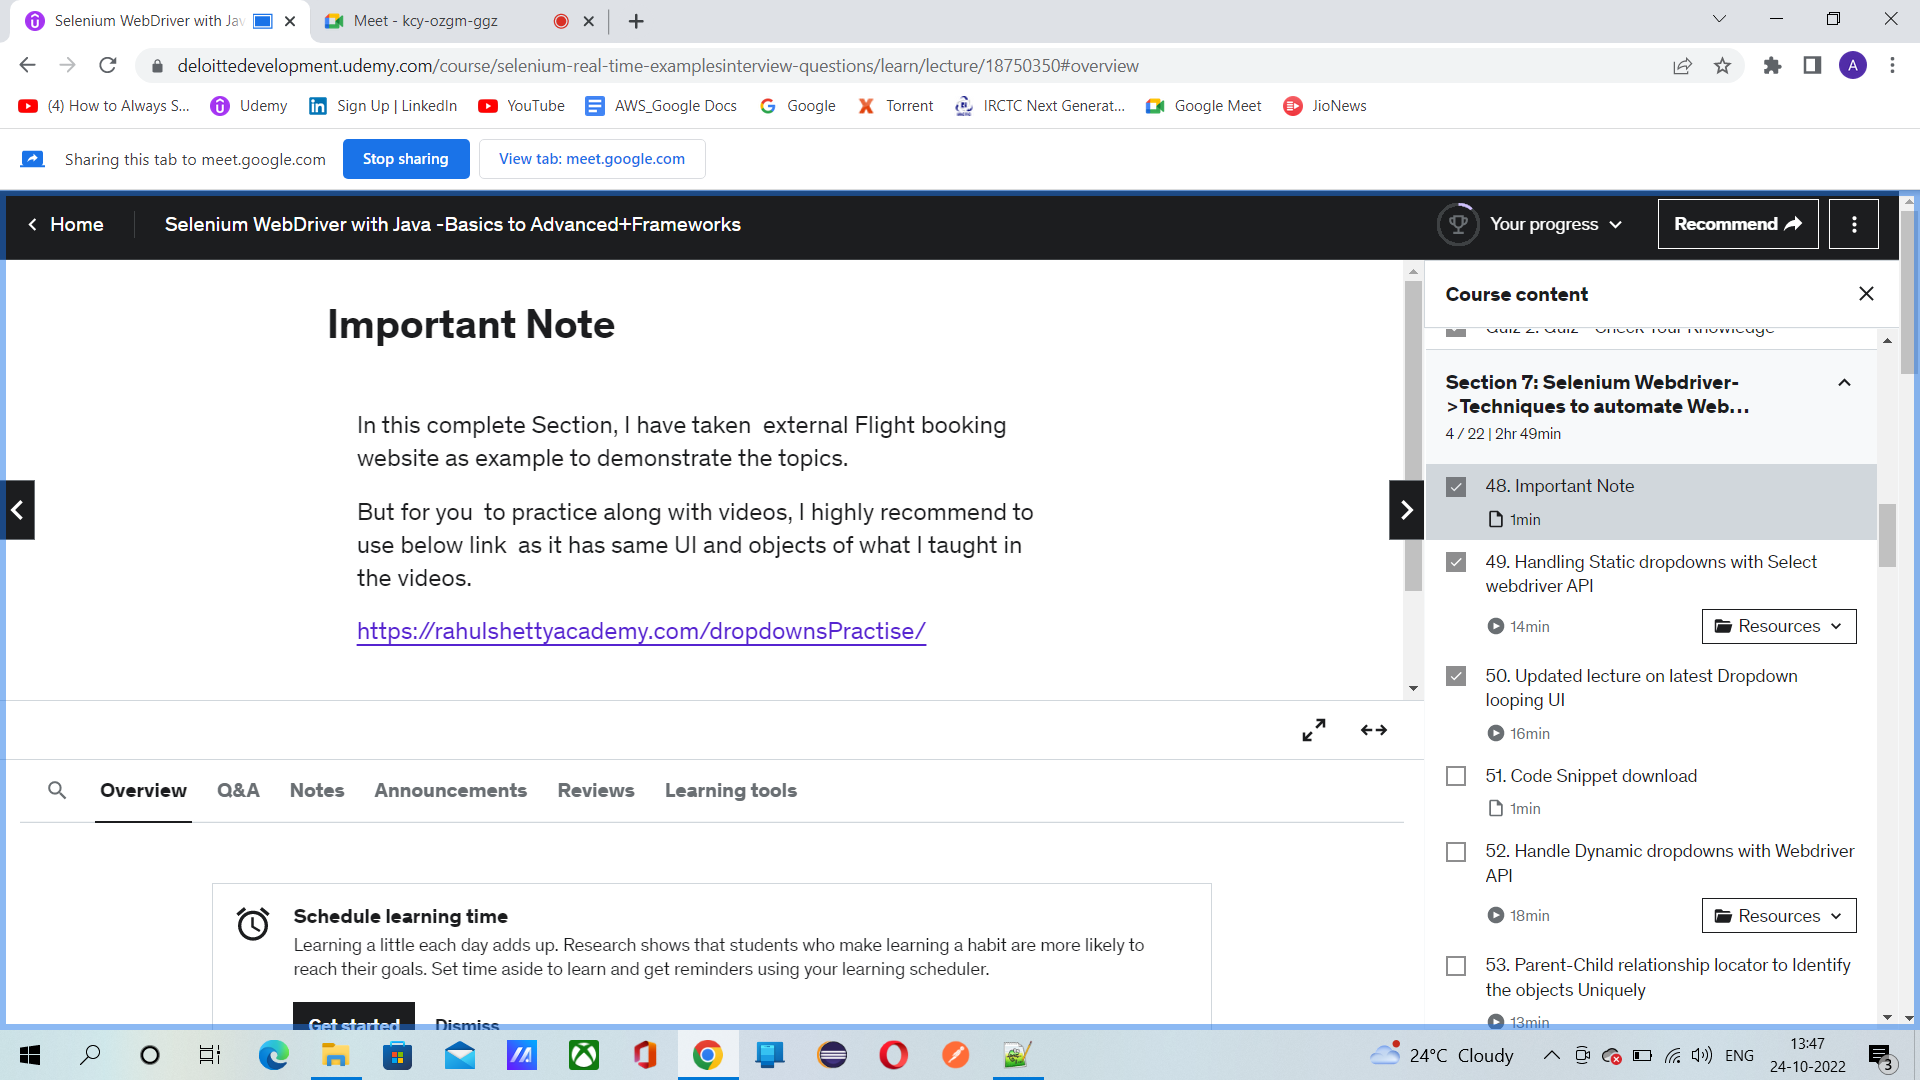 Selenium WebDriver with Jav
Meet - kcy-ozgm-ggz
deloittedevelopment.udemy.com/course/selenium-real-time-examplesinterview-questions/learn/lecture/18750350#overview
A
(4) How to Always S...
Udemy
Sign Up | LinkedIn
YouTube
AWS_Google Docs
Google
Torrent
IRCTC Next Generat...
Google Meet
JioNews
Sharing this tab to meet.google.com
Stop sharing
View tab: meet.google.com
Home
Selenium WebDriver with Java -Basics to Advanced+Frameworks
Your progress
Recommend
Important Note
In this complete Section, I have taken  external Flight booking
website as example to demonstrate the topics.
But for you  to practice along with videos, I highly recommend to
use below link  as it has same UI and objects of what I taught in
the videos.
https://rahulshettyacademy.com/dropdownsPractise/
Course content
Quiz 2: Quiz - Check Your Knowledge
Section 7: Selenium Webdriver-
>Techniques to automate Web...
4 / 22 | 2hr 49min
48. Important Note
1min
49. Handling Static dropdowns with Select
webdriver API
14min
Resources
50. Updated lecture on latest Dropdown
looping UI
16min
51. Code Snippet download
1min
52. Handle Dynamic dropdowns with Webdriver
API
18min
Resources
53. Parent-Child relationship locator to Identify
the objects Uniquely
13min
Overview
Q&A
Notes
Announcements
Reviews
Learning tools
Schedule learning time
Learning a little each day adds up. Research shows that students who make learning a habit are more likely to
reach their goals. Set time aside to learn and get reminders using your learning scheduler.
Get started
Dismiss
24°C Cloudy
ENG
13:47
24-10-2022
3